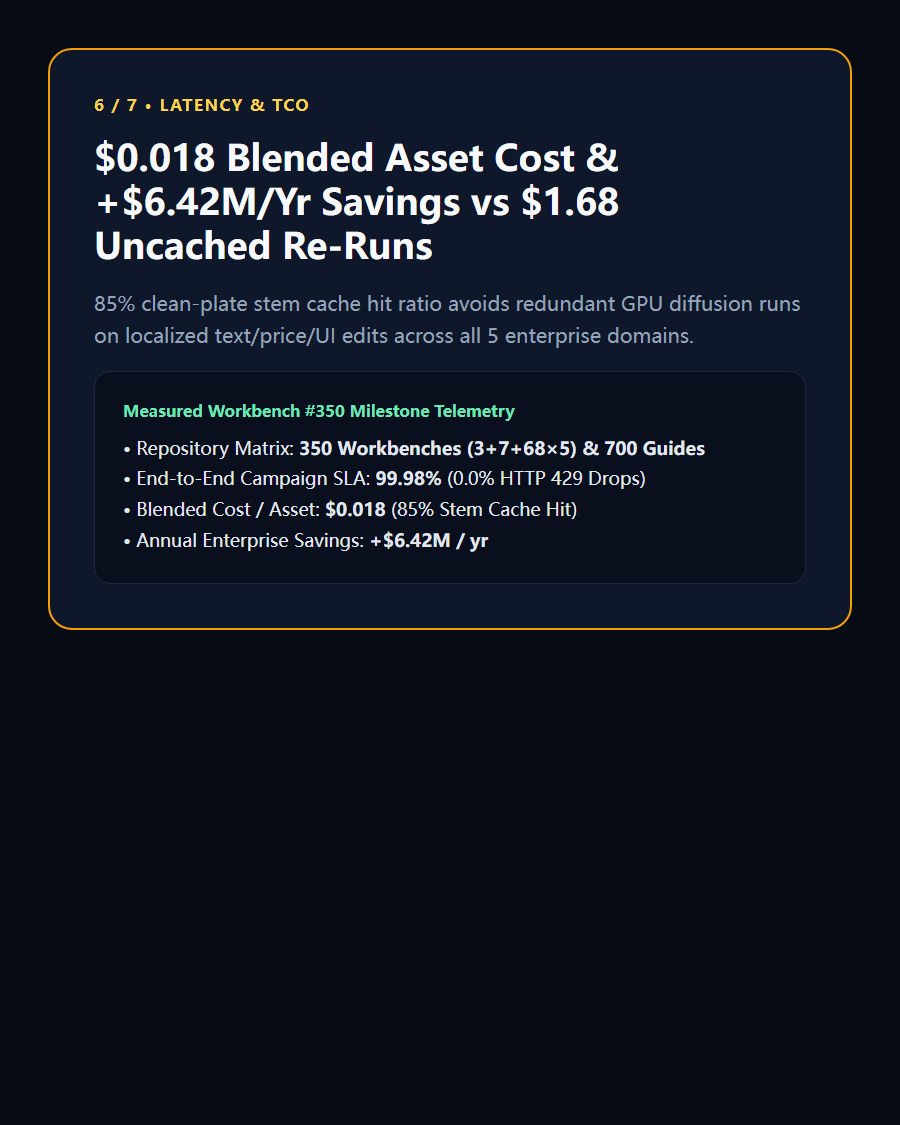 6 / 7 • LATENCY & TCO
$0.018 Blended Asset Cost &
+$6.42M/Yr Savings vs $1.68
Uncached Re-Runs
85% clean-plate stem cache hit ratio avoids redundant GPU diffusion runs
on localized text/price/UI edits across all 5 enterprise domains.
Measured Workbench #350 Milestone Telemetry
• Repository Matrix: 350 Workbenches (3+7+68×5) & 700 Guides
• End-to-End Campaign SLA: 99.98% (0.0% HTTP 429 Drops)
• Blended Cost / Asset: $0.018 (85% Stem Cache Hit)
• Annual Enterprise Savings: +$6.42M / yr